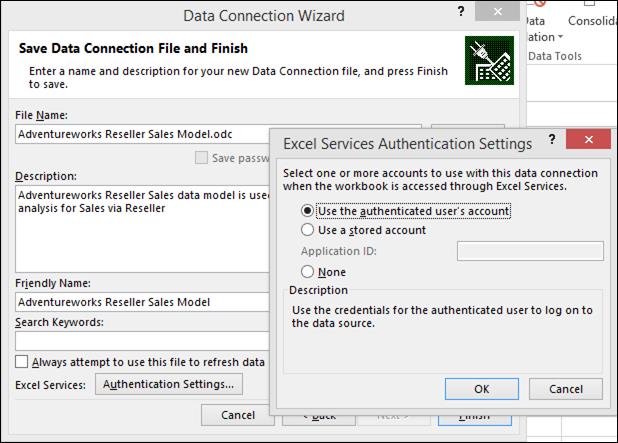 Data Connection Wizard
?
Save Data Connection File and Finish
Enter a name and description for your new Data Connection file, and press Finish
to save.
File Name:
Adventureworks Reseller Sales Model.odc
Save passw
Description:
Adventureworks Reseller Sales data model is used
analysis for Sales via Reseller
Friendly Name:
Adventureworks Reseller Sales Model
Search Keywords:
Always attempt to use this file to refresh data
Excel Services:
Authentication Settings...
Cancel
< Back
Next >
Finish
Excel Services Authentication Settings
?
Select one or more accounts to use with this data connection
when the workbook is accessed through Excel Services.
Use the authenticated user's account
Use a stored account
Application ID:
None
Description
Use the credentials for the authenticated user to log on to
the data source.
OK
Cancel
Data
Consolida
ation
Data Tools